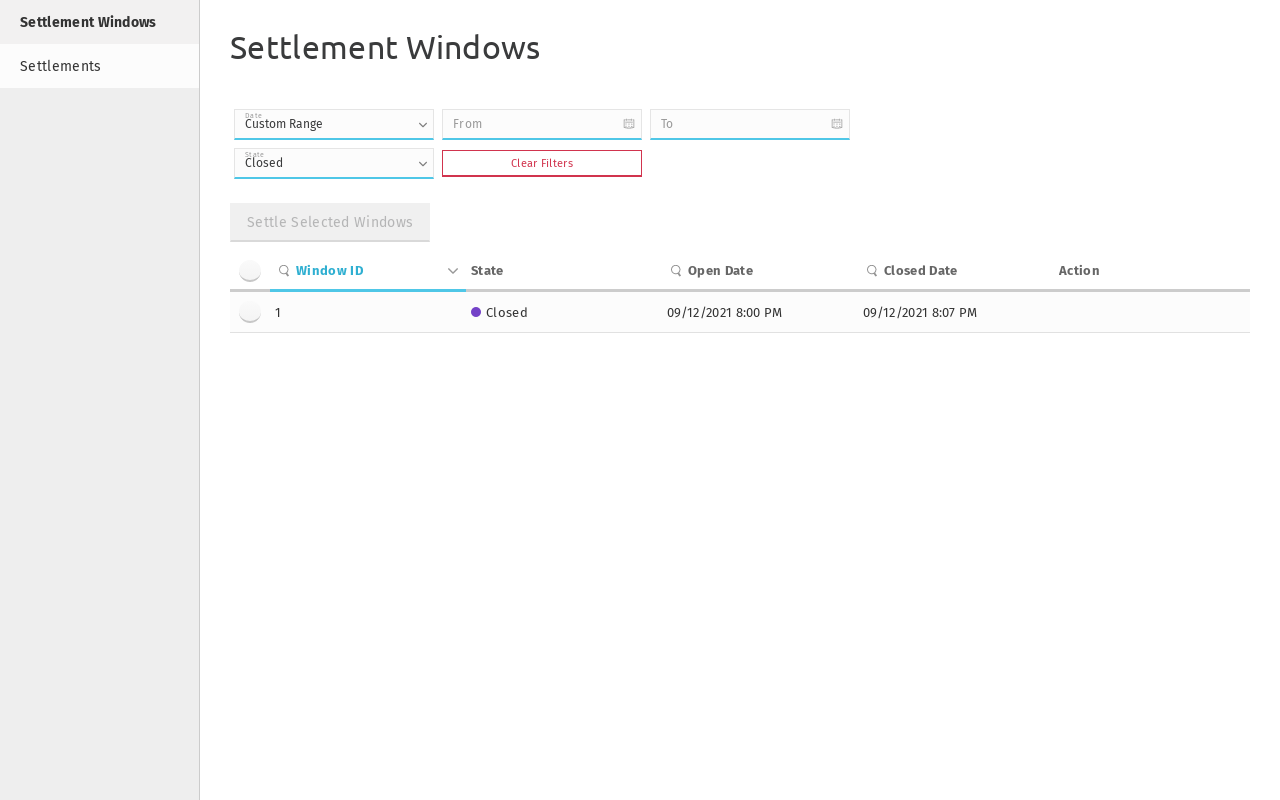 Settlement Windows
Settlements
Settlement Windows
Date
Custom Range
From
To
State
Closed
Clear Filters
Settle Selected Windows
Window ID State Open Date Closed Date Action
1 Closed 09/12/2021 8:00 PM 09/12/2021 8:07 PM